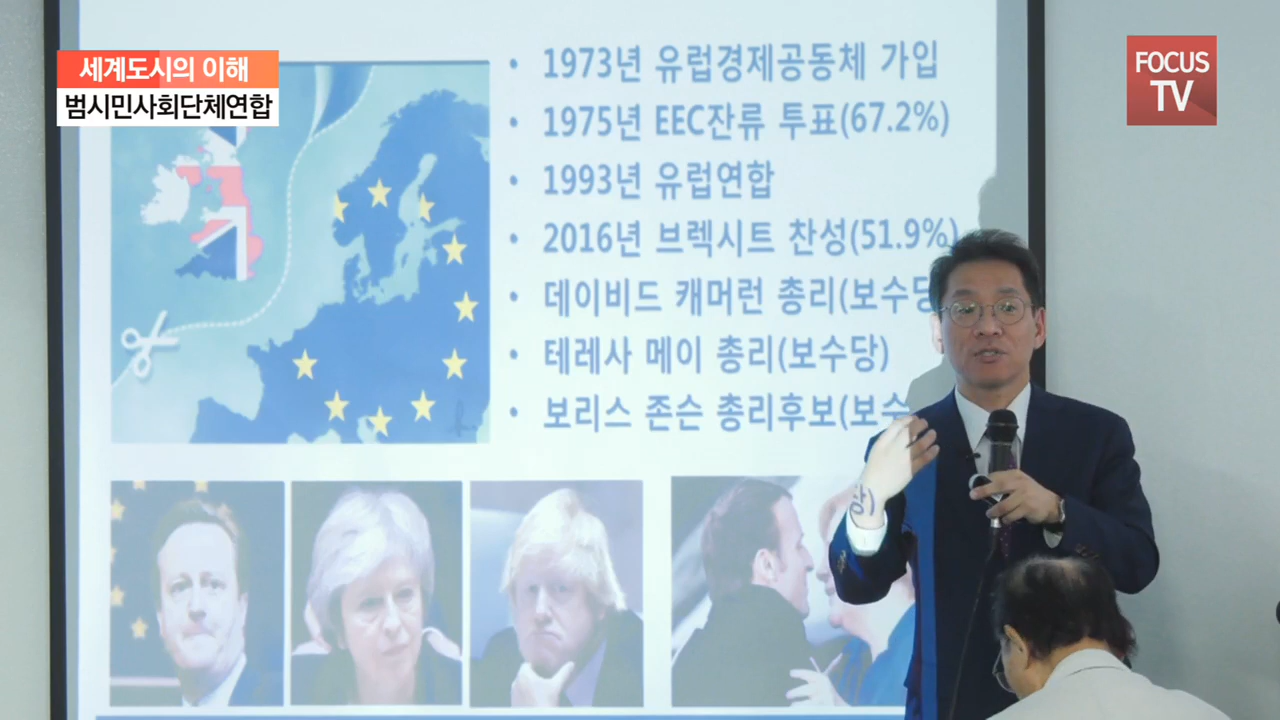 세계도시의 이해
범시민사회단체연합
FOCUS
TV
• 1973년 유럽경제공동체 가입
• 1975년 EEC잔류 투표(67.2%)
• 1993년 유럽연합
• 2016년 브렉시트 찬성(51.9%)
• 데이비드 캐머런 총리(보수당
• 테레사 메이 총리(보수당)
• 보리스 존슨 총리후보(보수
당)